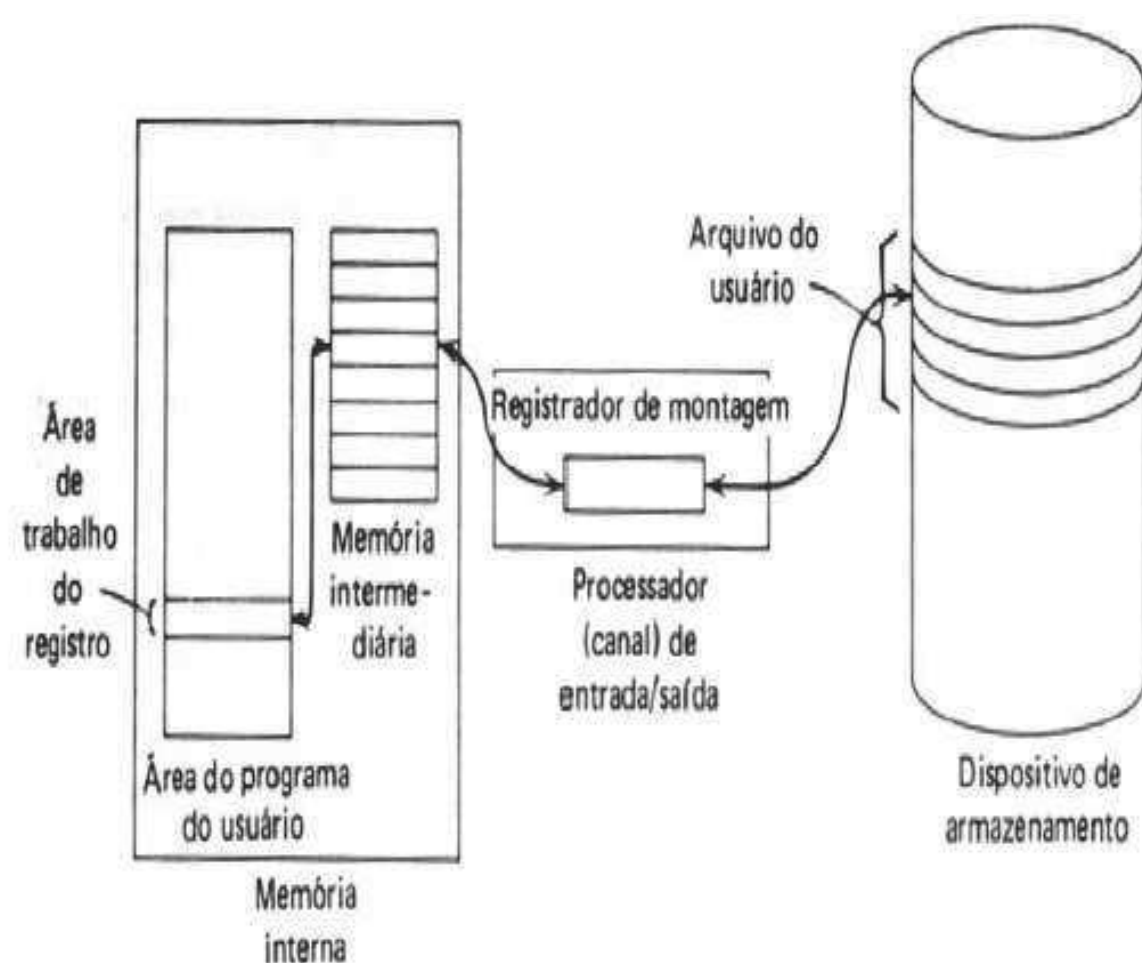 Área
de
trabalho
do
registro
Área do programa
do usuário
Memória
interme-
diária
Memória
interna
Registrador de montagem
Processador
(canal) de
entrada/saída
Arquivo do
usuário
Dispositivo de
armazenamento